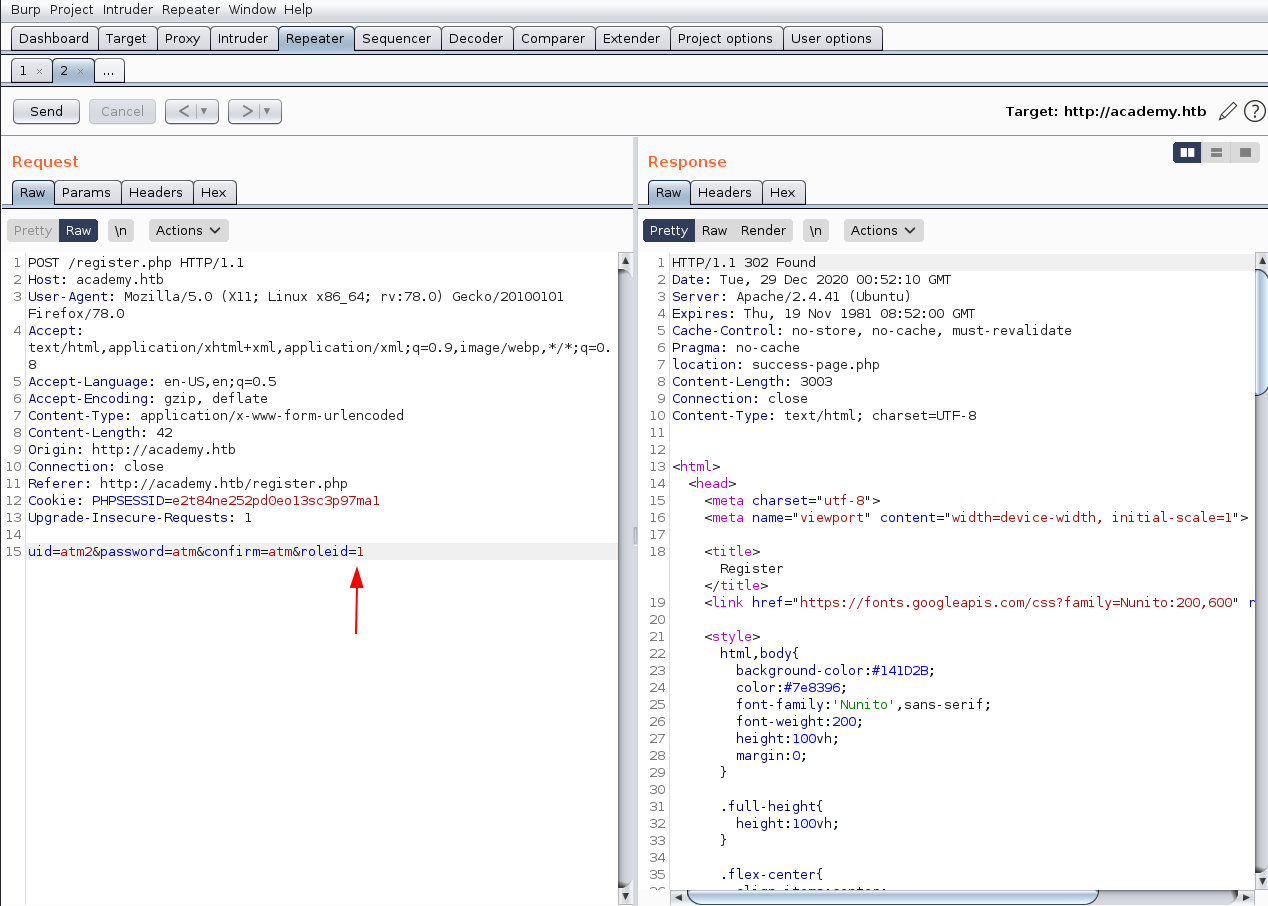 Burp Project Intruder Repeater Window Help
Dashboard Target Proxy Intruder Repeater Sequencer Decoder Comparer Extender Project options User options
1 × 2 × ...
Send Cancel < ▼ > ▼ Target: http://academy.htb ?
Request
Raw Params Headers Hex
Pretty Raw \n Actions
1 POST /register.php HTTP/1.1
2 Host: academy.htb
3 User-Agent: Mozilla/5.0 (X11; Linux x86_64; rv:78.0) Gecko/20100101
Firefox/78.0
4 Accept:
text/html,application/xhtml+xml,application/xml;q=0.9,image/webp,*/*;q=0.
8
5 Accept-Language: en-US,en;q=0.5
6 Accept-Encoding: gzip, deflate
7 Content-Type: application/x-www-form-urlencoded
8 Content-Length: 42
9 Origin: http://academy.htb
10 Connection: close
11 Referer: http://academy.htb/register.php
12 Cookie: PHPSESSID=e2t84ne252pd0eo13sc3p97ma1
13 Upgrade-Insecure-Requests: 1
14
15 uid=atm2&password=atm&confirm=atm&roleid=1
Response
Raw Headers Hex
Pretty Raw Render \n Actions
1 HTTP/1.1 302 Found
2 Date: Tue, 29 Dec 2020 00:52:10 GMT
3 Server: Apache/2.4.41 (Ubuntu)
4 Expires: Thu, 19 Nov 1981 08:52:00 GMT
5 Cache-Control: no-store, no-cache, must-revalidate
6 Pragma: no-cache
7 location: success-page.php
8 Content-Length: 3003
9 Connection: close
10 Content-Type: text/html; charset=UTF-8
11
12
13 <html>
14 <head>
15 <meta charset="utf-8">
16 <meta name="viewport" content="width=device-width, initial-scale=1">
17
18 <title>
Register
</title>
19 <link href="https://fonts.googleapis.com/css?family=Nunito:200,600"
20
21 <style>
22 html,body{
23 background-color:#141D2B;
24 color:#7e8396;
25 font-family:'Nunito',sans-serif;
26 font-weight:200;
27 height:100vh;
28 margin:0;
29 }
30
31 .full-height{
32 height:100vh;
33 }
34
35 .flex-center{